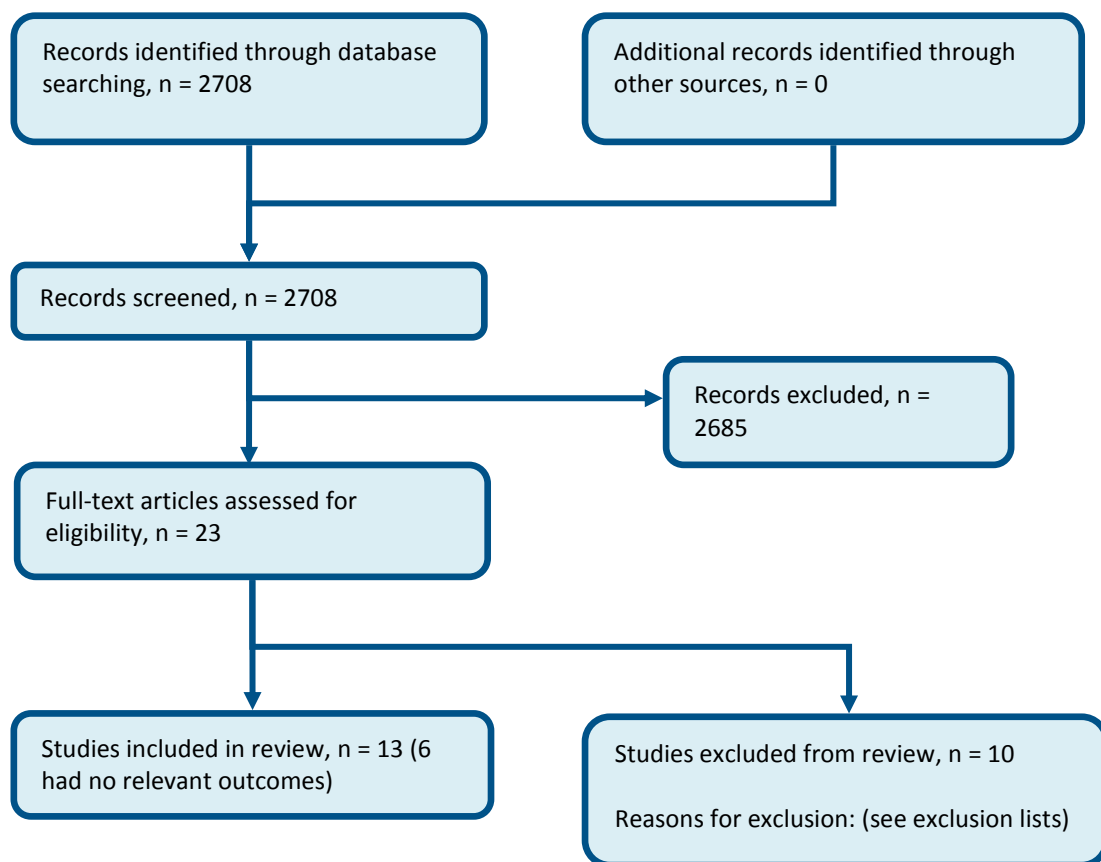 Records identified through database
searching, n = 2708
Additional records identified through
other sources, n = 0
Records screened, n = 2708
Records excluded, n =
2685
Full-text articles assessed for
eligibility, n = 23
Studies included in review, n = 13 (6
had no relevant outcomes)
Studies excluded from review, n = 10
Reasons for exclusion: (see exclusion lists)